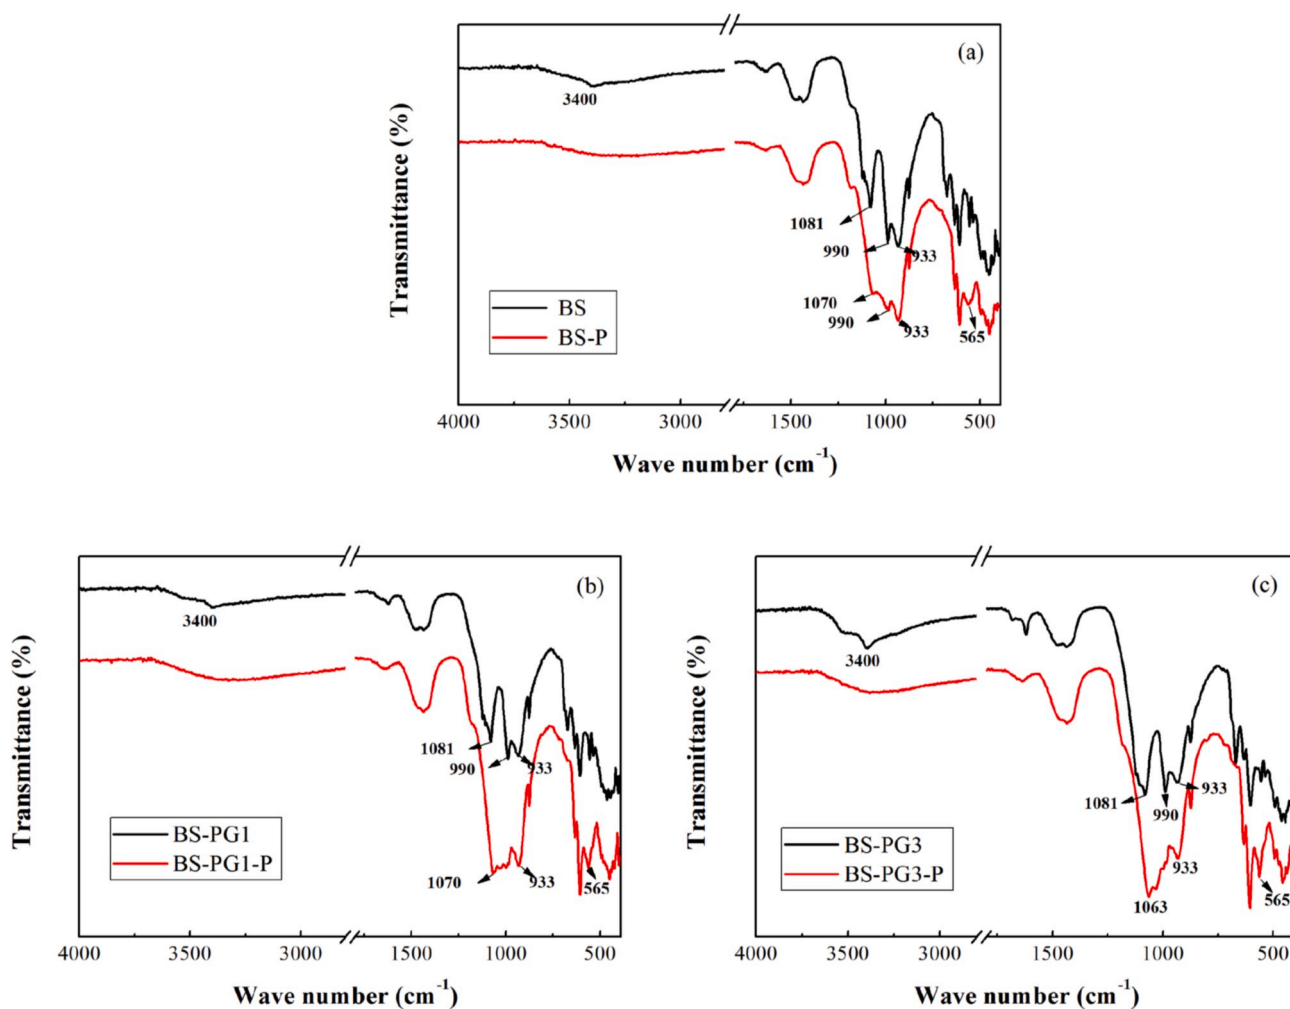 (a)
Transmittance (%)
3400
1081
990
933
1070
990
933
565
BS
BS-P
4000
3500
3000
1500
1000
500
Wave number (cm⁻¹)
(b)
Transmittance (%)
3400
1081
990
933
1070
933
565
BS-PG1
BS-PG1-P
4000
3500
3000
1500
1000
500
Wave number (cm⁻¹)
(c)
Transmittance (%)
3400
1081
990
933
1063
933
565
BS-PG3
BS-PG3-P
4000
3500
3000
1500
1000
500
Wave number (cm⁻¹)